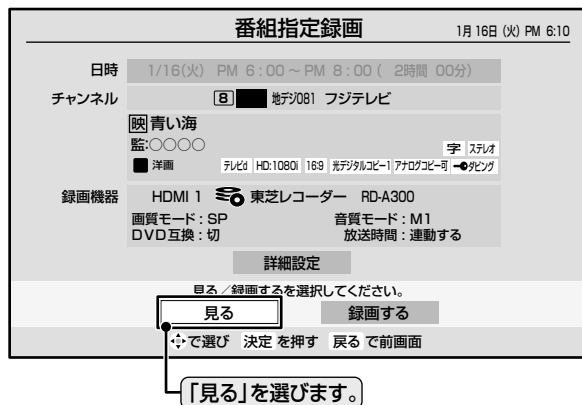 番組指定録画 1月16日 (火) PM 6:10
日時 1/16(火) PM 6:00～PM 8:00 ( 2時間 00分)
チャンネル 8 地デジ081 フジテレビ
映 青い海
監:○○○○ 字 ステレオ
洋画 テレビd HD:1080i 16:9 光デジタルコピー1 アナログコピー可 ダビング
録画機器 HDMI 1 東芝レコーダー RD-A300
画質モード:SP 音質モード:M1
DVD互換:切 放送時間:連動する
詳細設定
見る／録画するを選択してください。
見る 録画する
で選び 決定 を押す 戻る で前画面
「見る」を選びます。